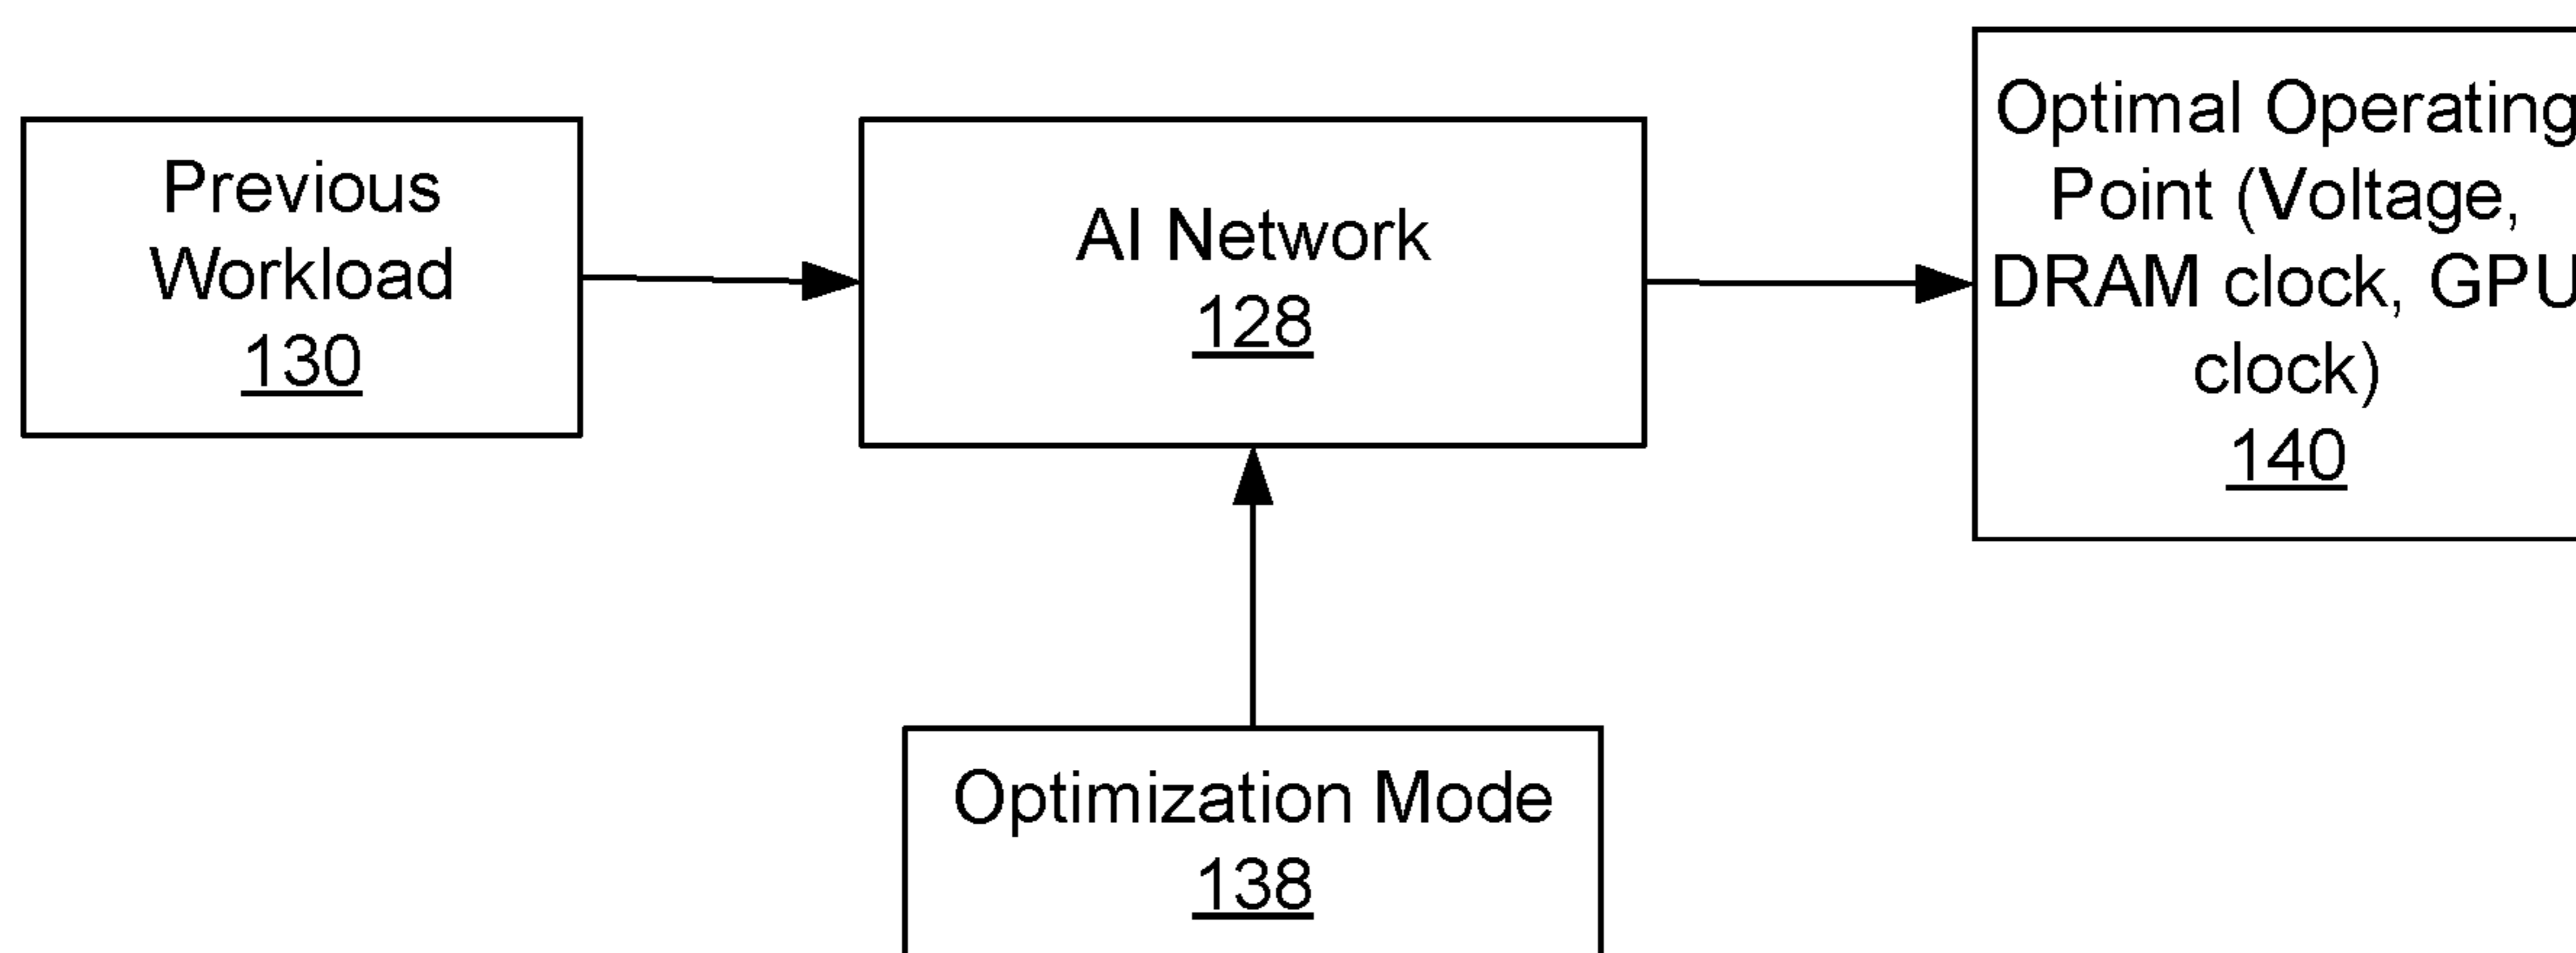 Previous
Workload
130
AI Network
128
Optimal Operating
Point (Voltage,
DRAM clock, GPU
clock)
140
Optimization Mode
138